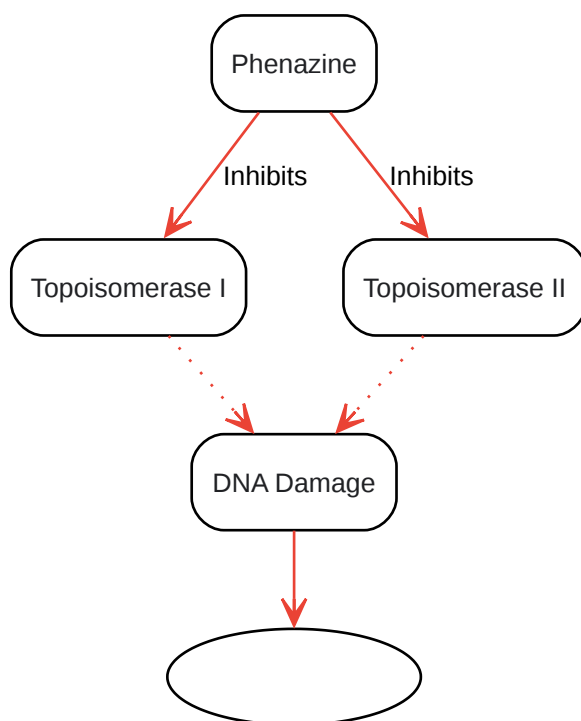 Phenazine
Inhibits
Inhibits
Topoisomerase I
Topoisomerase II
DNA Damage